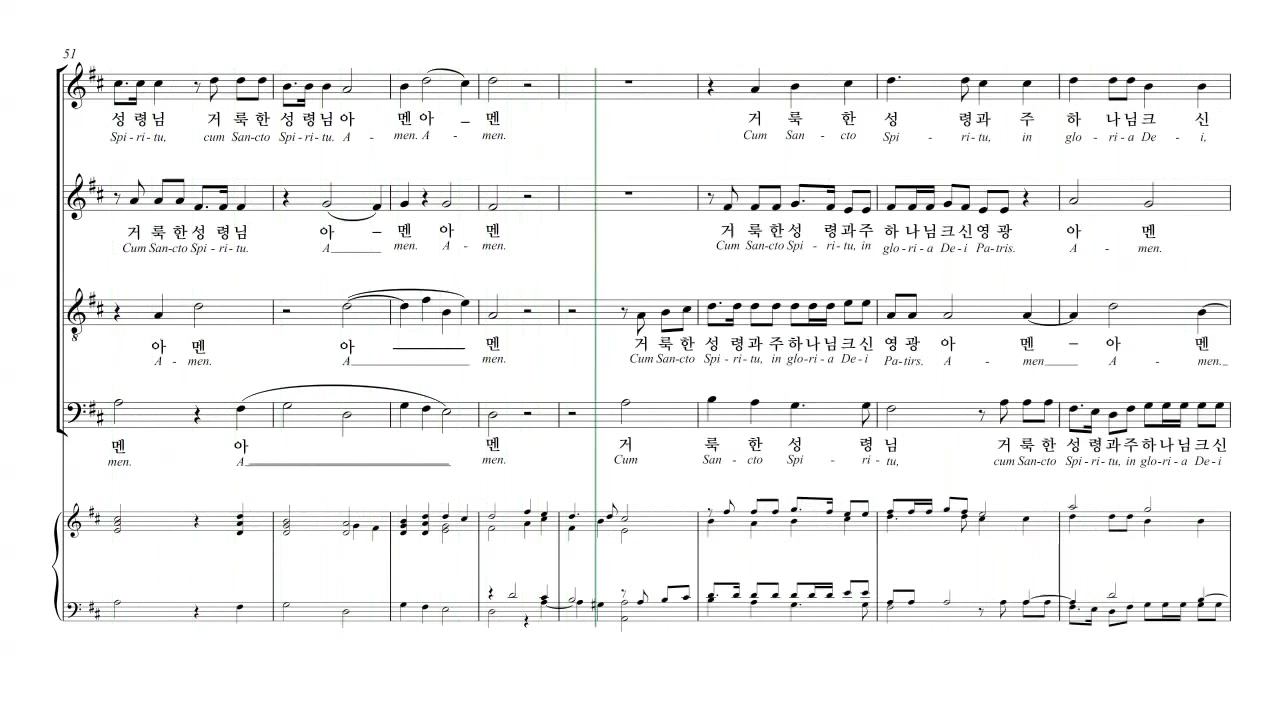 51
성 령님 거 룩한 성 령님아 멘아 – 멘 거 룩 한 성 령과 주 하 나님크 신
Spi - ri - tu, cum San-cto Spi - ri - tu. A - men. A - men. Cum San - cto Spi - ri - tu, in glo - ri - a De - i,
거 룩한성 령님 아 – 멘 아 멘 거 룩한성 령과주 하나님크신영광 아 멘
Cum San-cto Spi - ri - tu. A men. A - men. Cum San-cto Spi - ri-tu, in glo-ri-a De-i Pa-tris. A - men.
아 멘 아 멘 거 룩한 성 령과주하나님크신 영광 아 멘 – 아 멘
A - men. A men. Cum San-cto Spi-ri-tu, in glo-ri-a De-i Pa-tirs. A - men A - men.
멘 아 멘 거 룩 한 성 령 님 거 룩한 성령과주하나님크신
men. A men. Cum San - cto Spi - ri - tu, cum San-cto Spi-ri-tu, in glo-ri-a De-i